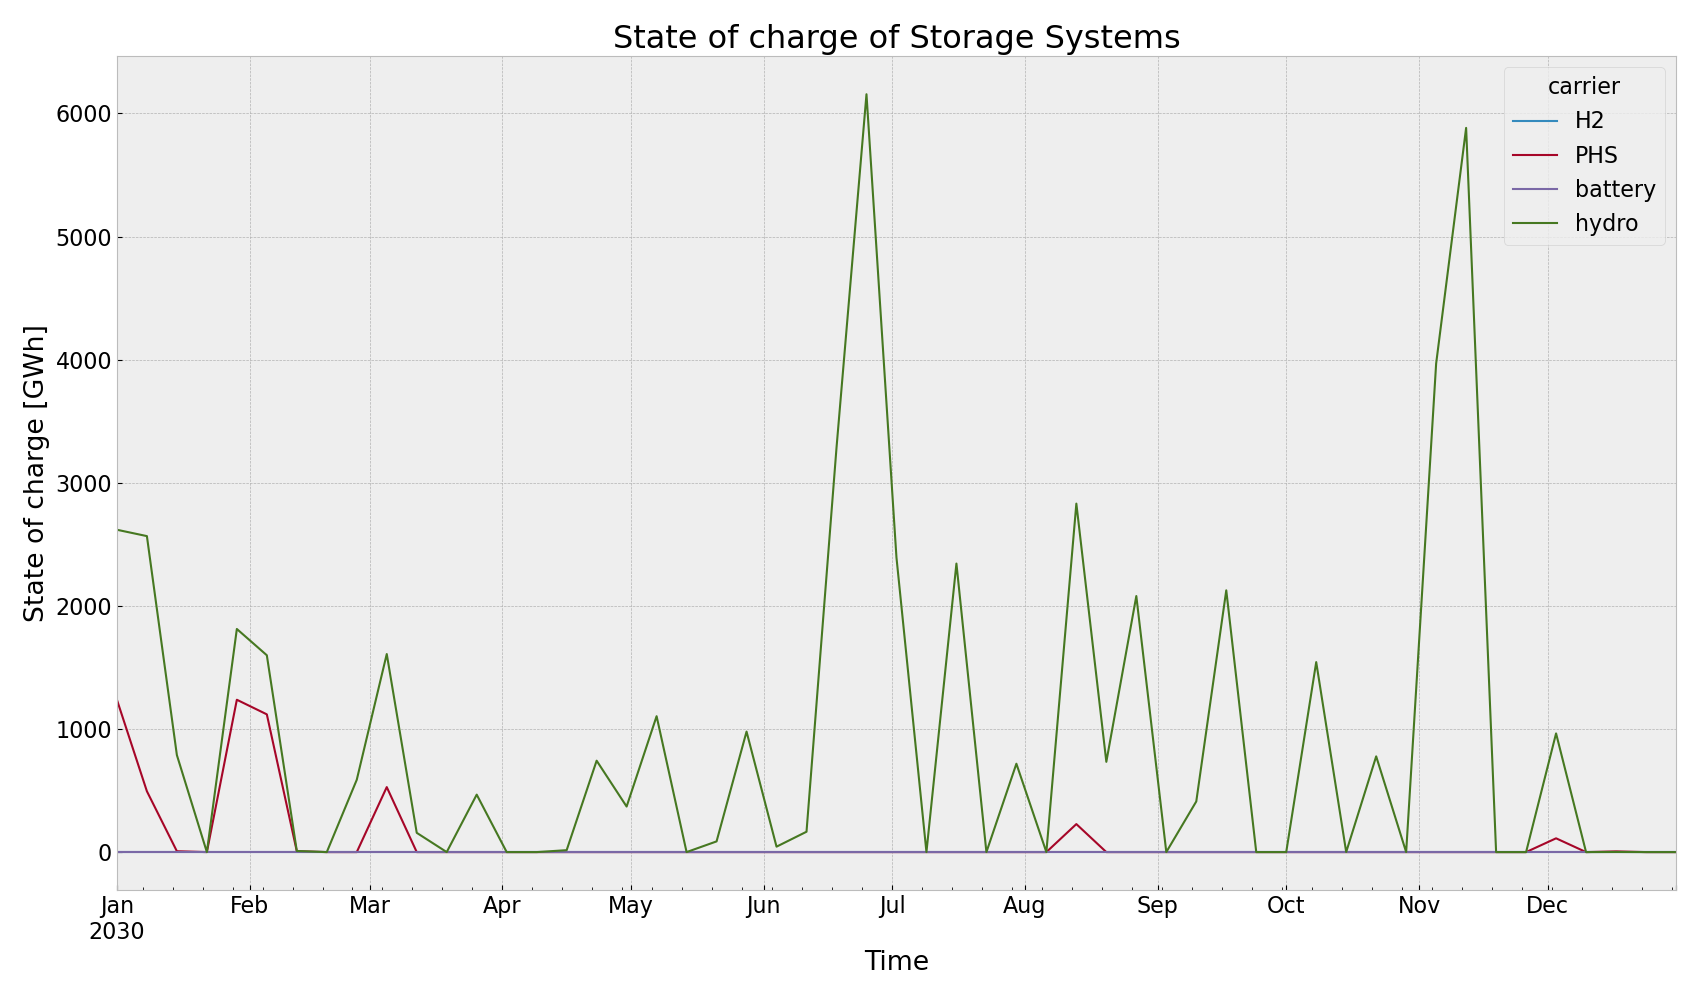 State of charge of Storage Systems
carrier
H2
PHS
battery
hydro
State of charge [GWh]
6000
5000
4000
3000
2000
1000
0
Jan Feb Mar Apr May Jun Jul Aug Sep Oct Nov Dec
2030
Time